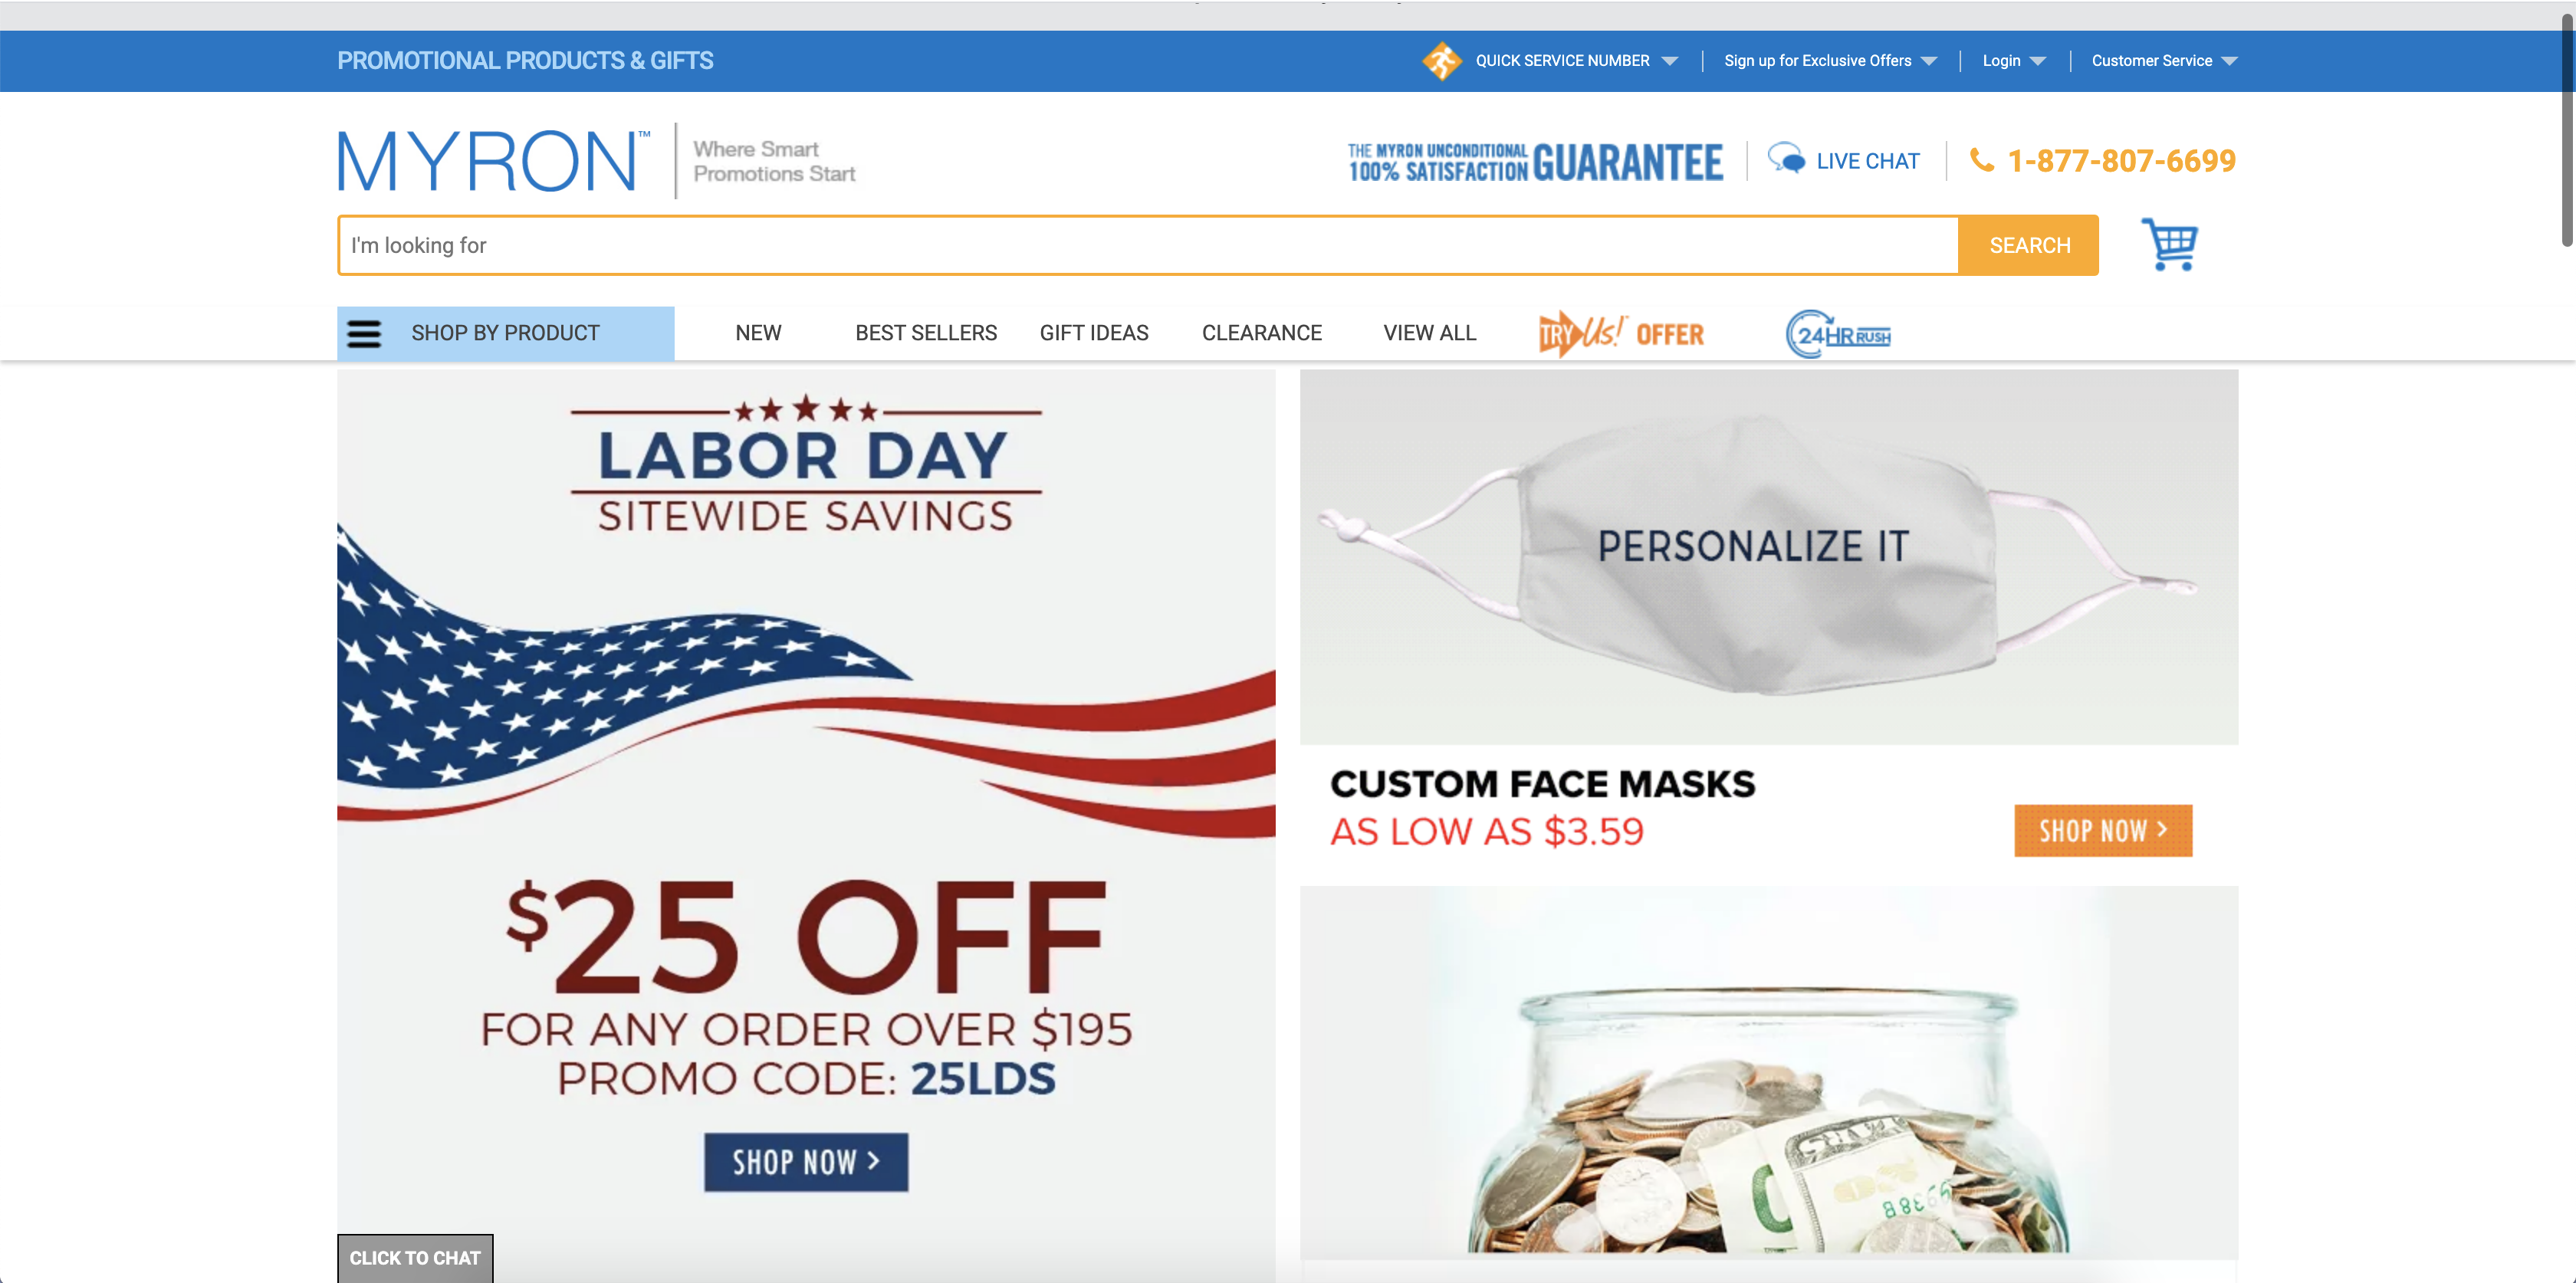 PROMOTIONAL PRODUCTS & GIFTS
QUICK SERVICE NUMBER
Sign up for Exclusive Offers
Login
Customer Service
MYRON™
Where Smart
Promotions Start
THE MYRON UNCONDITIONAL
100% SATISFACTION GUARANTEE
LIVE CHAT
1-877-807-6699
I'm looking for
SEARCH
SHOP BY PRODUCT
NEW
BEST SELLERS
GIFT IDEAS
CLEARANCE
VIEW ALL
TRY Us!™ OFFER
24HR RUSH
LABOR DAY
SITEWIDE SAVINGS
$25 OFF
FOR ANY ORDER OVER $195
PROMO CODE: 25LDS
SHOP NOW >
CLICK TO CHAT
PERSONALIZE IT
CUSTOM FACE MASKS
AS LOW AS $3.59
SHOP NOW >